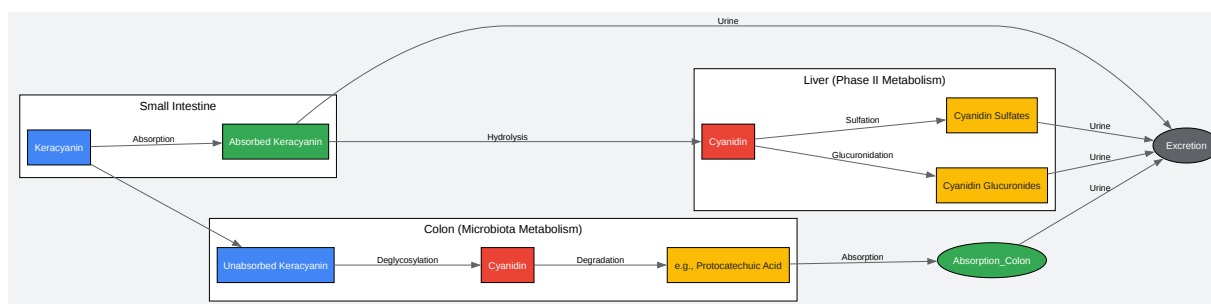 Urine
Small Intestine
Keracyanin
Absorption
Absorbed Keracyanin
Hydrolysis
Liver (Phase II Metabolism)
Cyanidin
Sulfation
Cyanidin Sulfates
Glucuronidation
Cyanidin Glucuronides
Urine
Urine
Urine
Excretion
Colon (Microbiota Metabolism)
Unabsorbed Keracyanin
Deglycosylation
Cyanidin
Degradation
e.g., Protocatechuic Acid
Absorption
Absorption_Colon